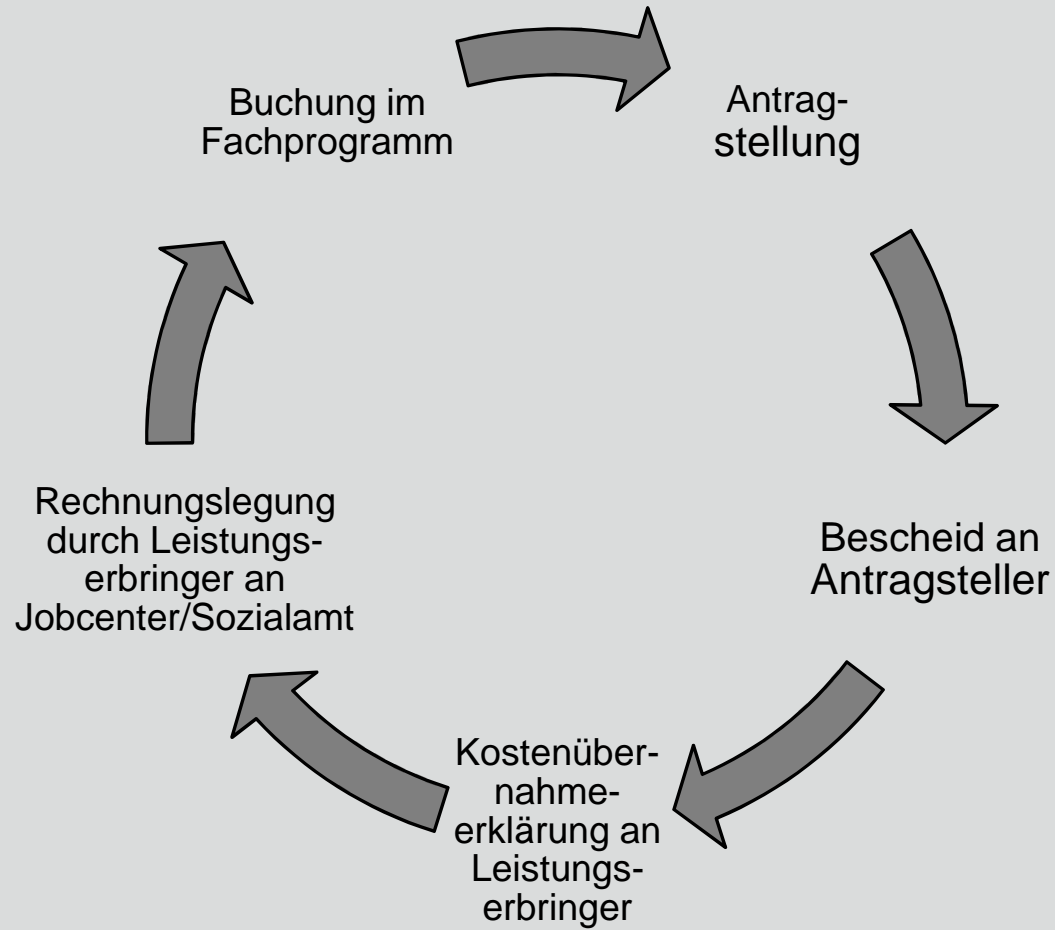 Buchung im
Fachprogramm
Antrag-
stellung
Bescheid an
Antragsteller
Kostenüber-
nahme-
erklärung an
Leistungs-
erbringer
Rechnungslegung
durch Leistungs-
erbringer an
Jobcenter/Sozialamt